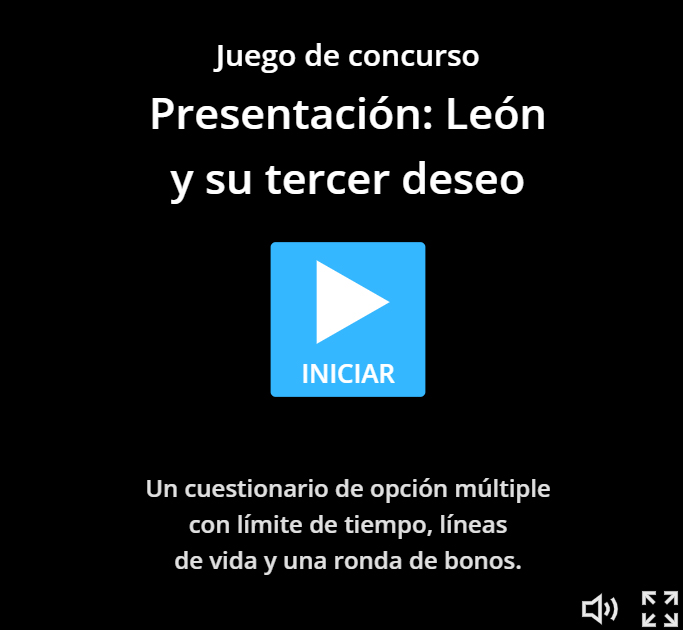 Juego de concurso
Presentación: León
y su tercer deseo
INICIAR
Un cuestionario de opción múltiple
con límite de tiempo, líneas
de vida y una ronda de bonos.